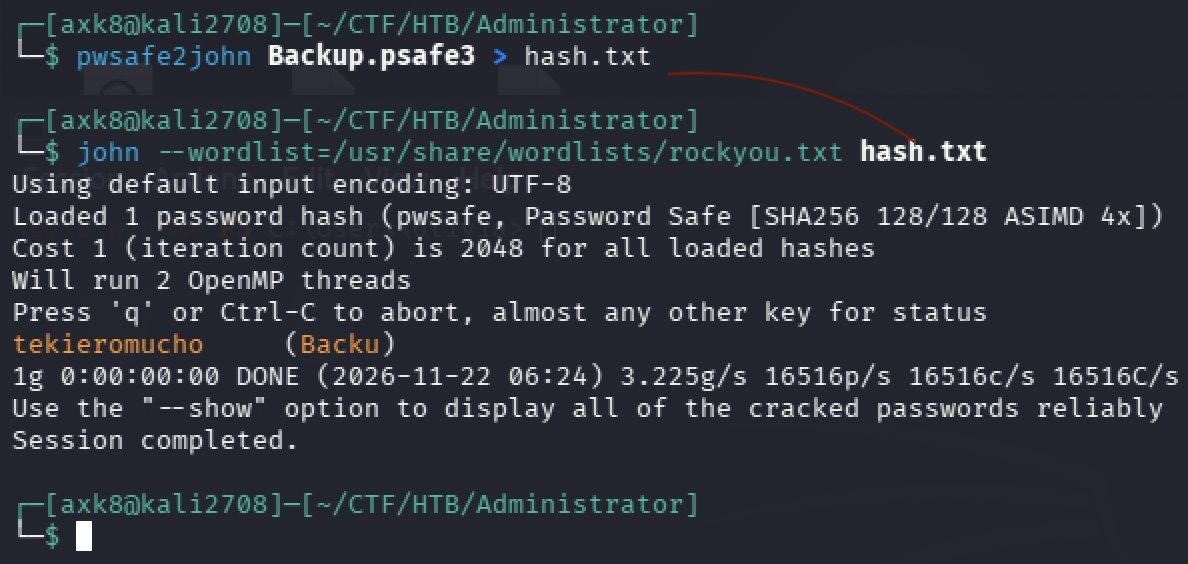 ┌─[axk8@kali2708]─[~/CTF/HTB/Administrator]
└─$ pwsafe2john Backup.psafe3 > hash.txt
┌─[axk8@kali2708]─[~/CTF/HTB/Administrator]
└─$ john --wordlist=/usr/share/wordlists/rockyou.txt hash.txt
Using default input encoding: UTF-8
Loaded 1 password hash (pwsafe, Password Safe [SHA256 128/128 ASIMD 4x])
Cost 1 (iteration count) is 2048 for all loaded hashes
Will run 2 OpenMP threads
Press 'q' or Ctrl-C to abort, almost any other key for status
tekieromucho     (Backu)
1g 0:00:00:00 DONE (2026-11-22 06:24) 3.225g/s 16516p/s 16516c/s 16516C/s
Use the "--show" option to display all of the cracked passwords reliably
Session completed.
┌─[axk8@kali2708]─[~/CTF/HTB/Administrator]
└─$